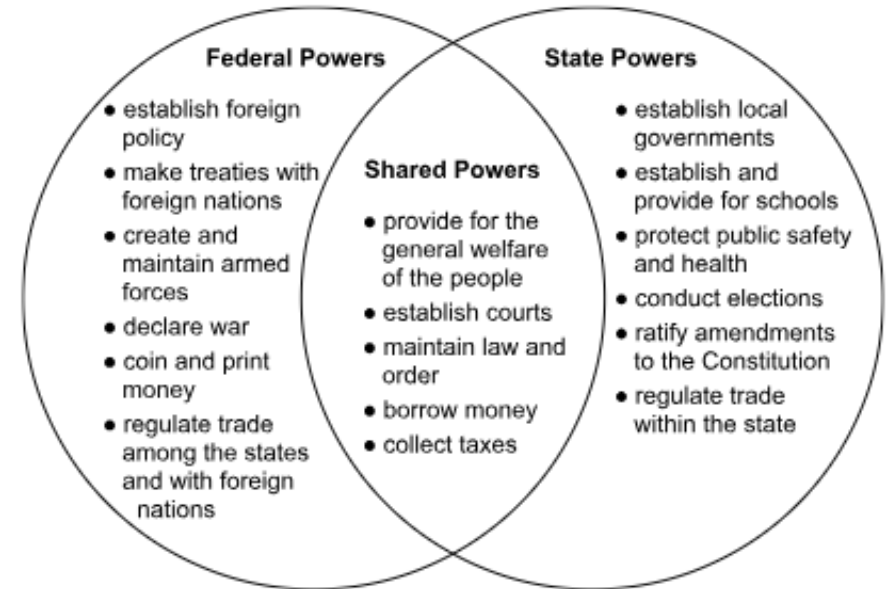 Federal Powers
• establish foreign
policy
• make treaties with
foreign nations
• create and
maintain armed
forces
• declare war
• coin and print
money
• regulate trade
among the states
and with foreign
nations
Shared Powers
• provide for the
general welfare
of the people
• establish courts
• maintain law and
order
• borrow money
• collect taxes
State Powers
• establish local
governments
• establish and
provide for schools
• protect public safety
and health
• conduct elections
• ratify amendments
to the Constitution
• regulate trade
within the state